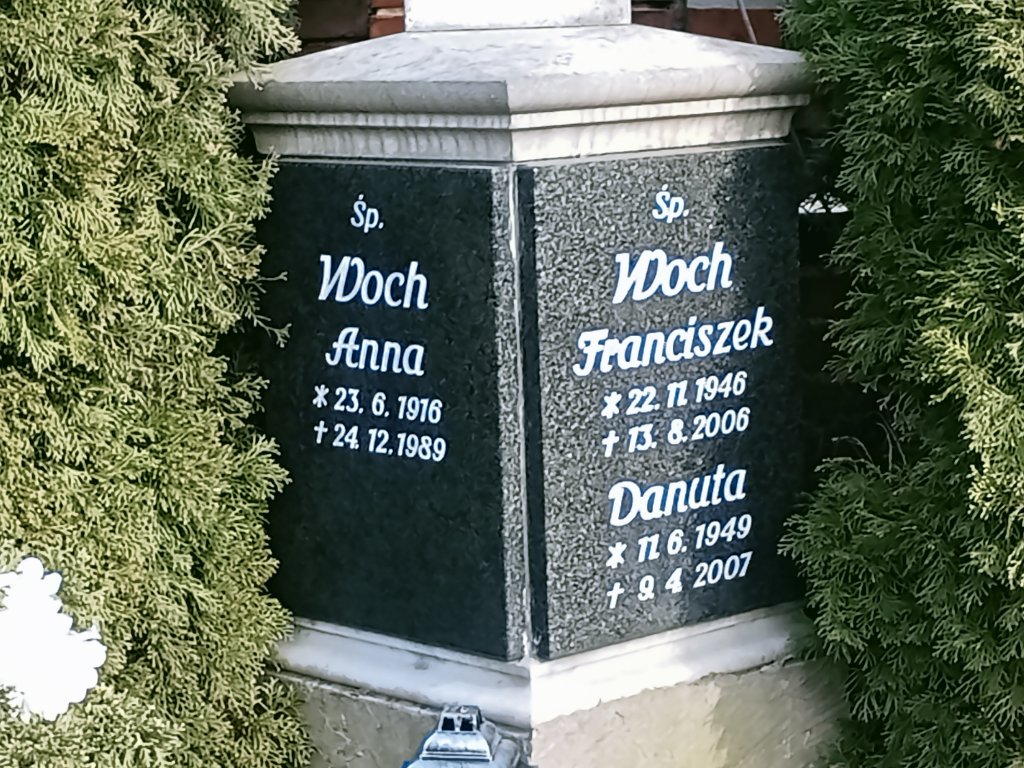 Śp.
Woch
Anna
* 23. 6. 1916
† 24. 12. 1989
Śp.
Woch
Franciszek
* 22. 11. 1946
† 13. 8. 2006
Danuta
* 11. 6. 1949
† 9. 4. 2007